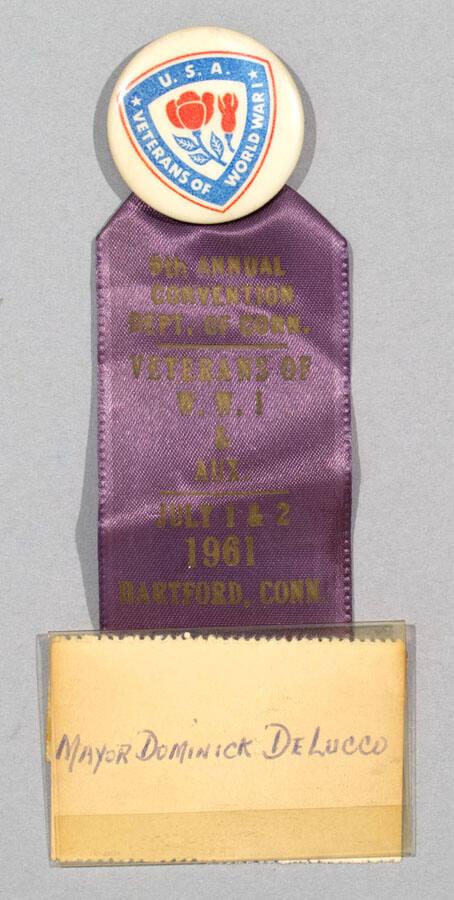 U. S. A.
VETERANS OF WORLD WAR I
9th ANNUAL
CONVENTION
DEPT. OF CONN.
VETERANS OF
W. W. I
&
AUX.
JULY 1 & 2
1961
HARTFORD, CONN.
MAYOR DOMINICK DELUCCO